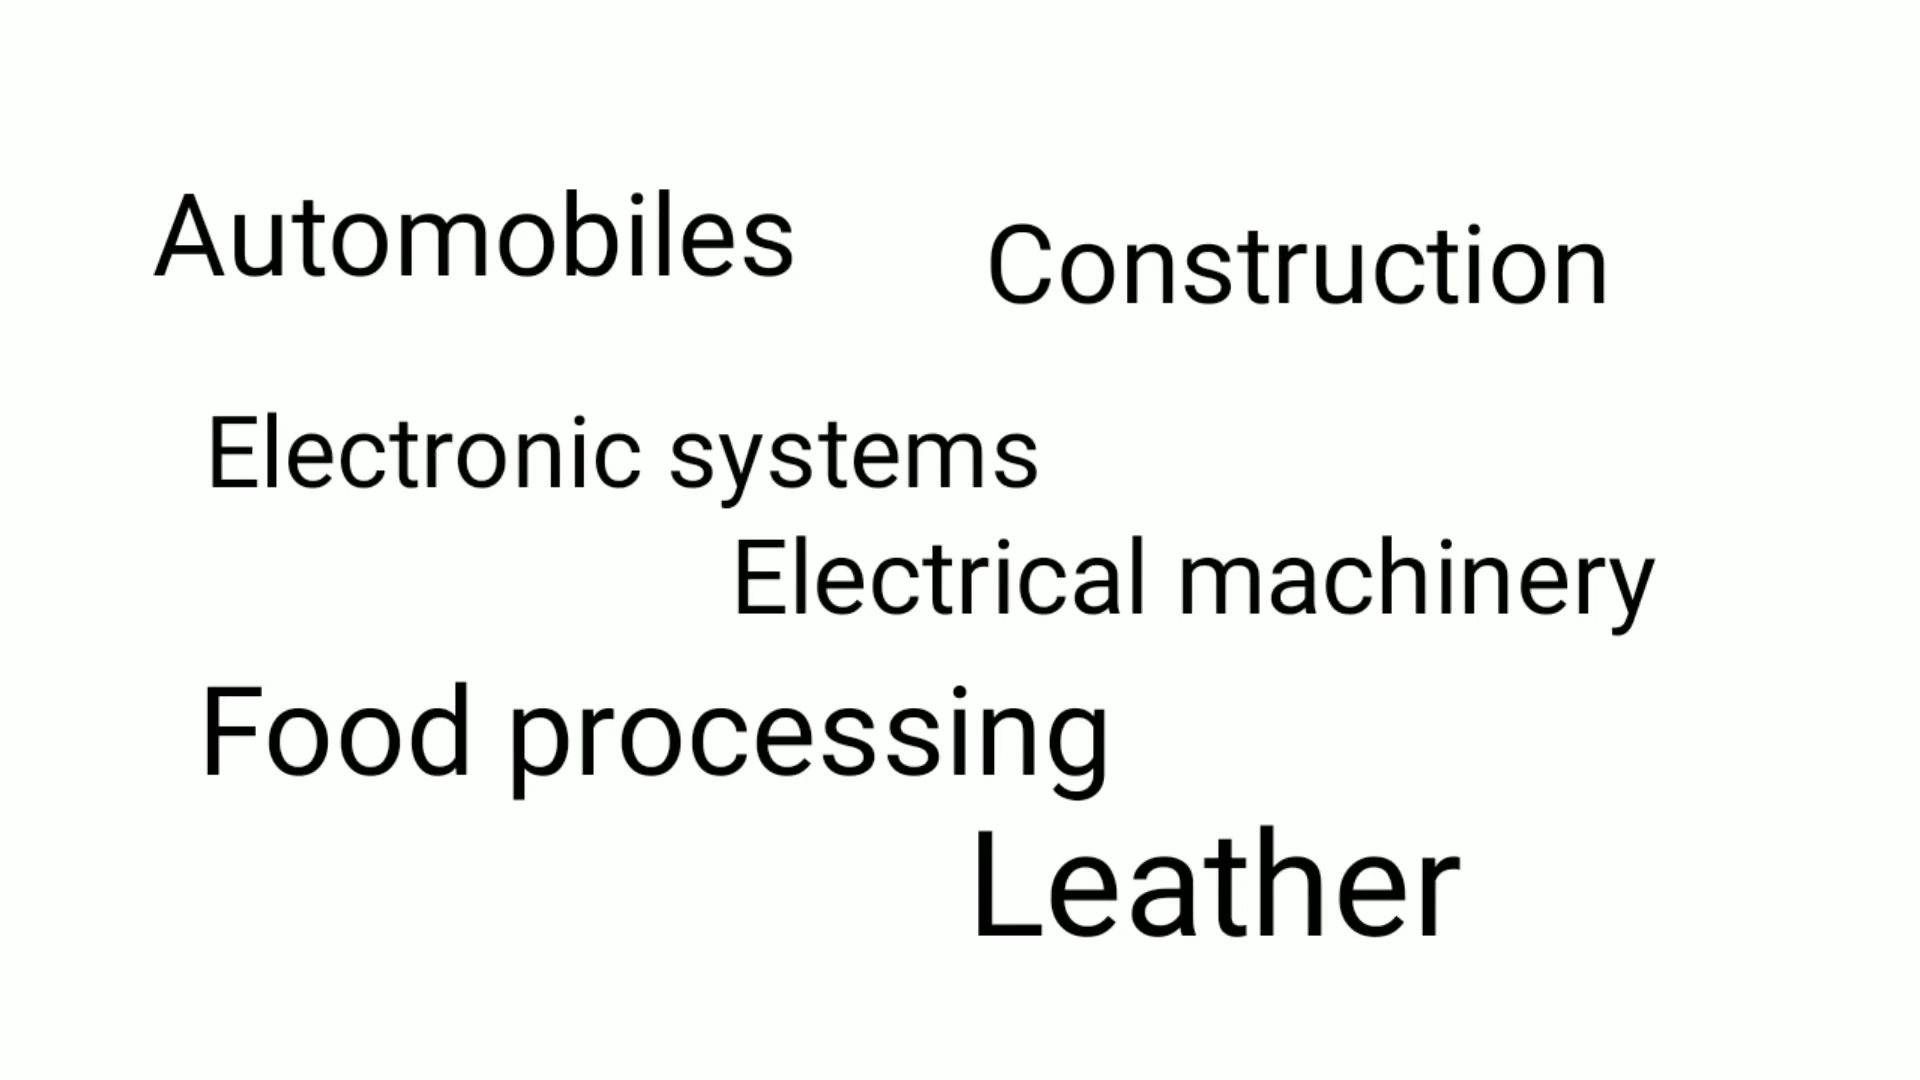 Automobiles
Construction
Electronic systems
Electrical machinery
Food processing
Leather